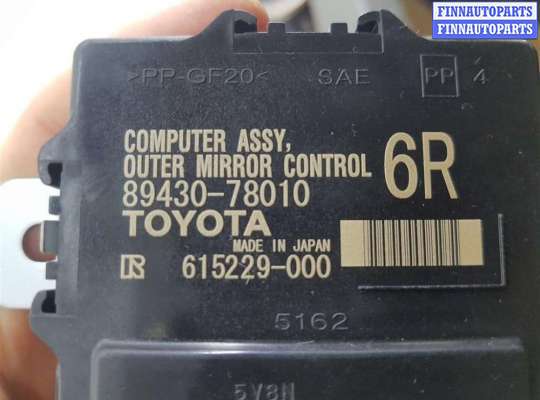 FINNAUTOPARTS
FINNAUTOPARTS
>PP-GF20< SAE PP 4
COMPUTER ASSY,
OUTER MIRROR CONTROL 6R
89430-78010
TOYOTA
MADE IN JAPAN
615229-000
5162
5V8N